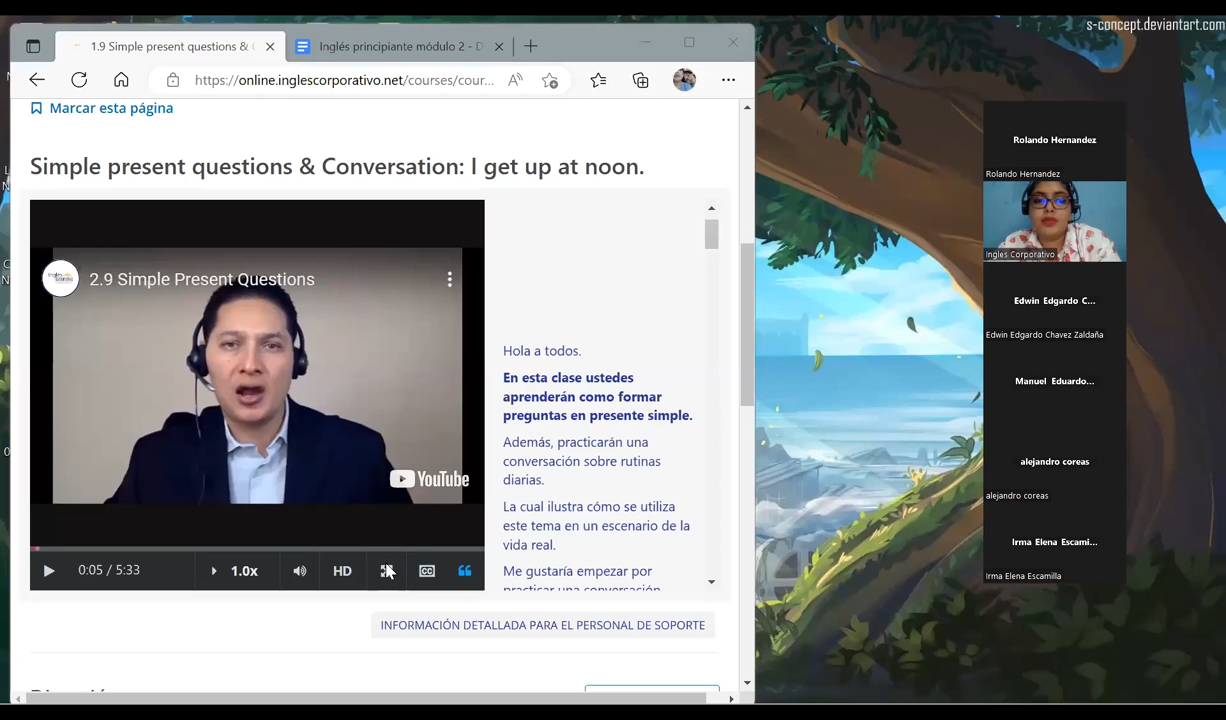 s-concept.deviantart.com
1.9 Simple present questions & (
Inglés principiante módulo 2 - D
https://online.inglescorporativo.net/courses/cour...
Marcar esta página
Simple present questions & Conversation: I get up at noon.
2.9 Simple Present Questions
YouTube
0:05 / 5:33
1.0x
HD
CC
Hola a todos.
En esta clase ustedes
aprenderán como formar
preguntas en presente simple.
Además, practicarán una
conversación sobre rutinas
diarias.
La cual ilustra cómo se utiliza
este tema en un escenario de la
vida real.
Me gustaría empezar por
practicar una conversación
INFORMACIÓN DETALLADA PARA EL PERSONAL DE SOPORTE
Rolando Hernandez
Rolando Hernandez
Ingles Corporativo
Edwin Edgardo C...
Edwin Edgardo Chavez Zaldaña
Manuel Eduardo...
alejandro coreas
alejandro coreas
Irma Elena Escami...
Irma Elena Escamilla